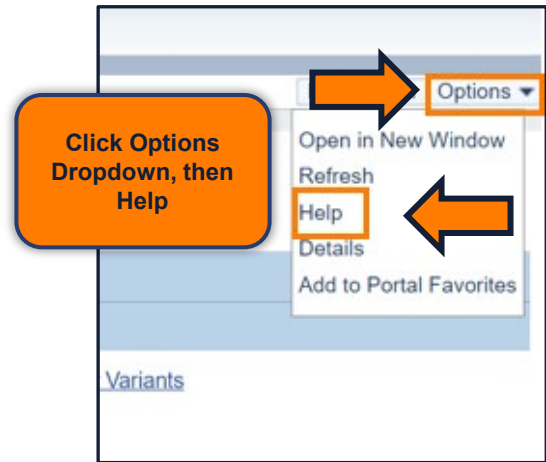 Options
Click Options
Dropdown, then
Help
Open in New Window
Refresh
Help
Details
Add to Portal Favorites
Variants